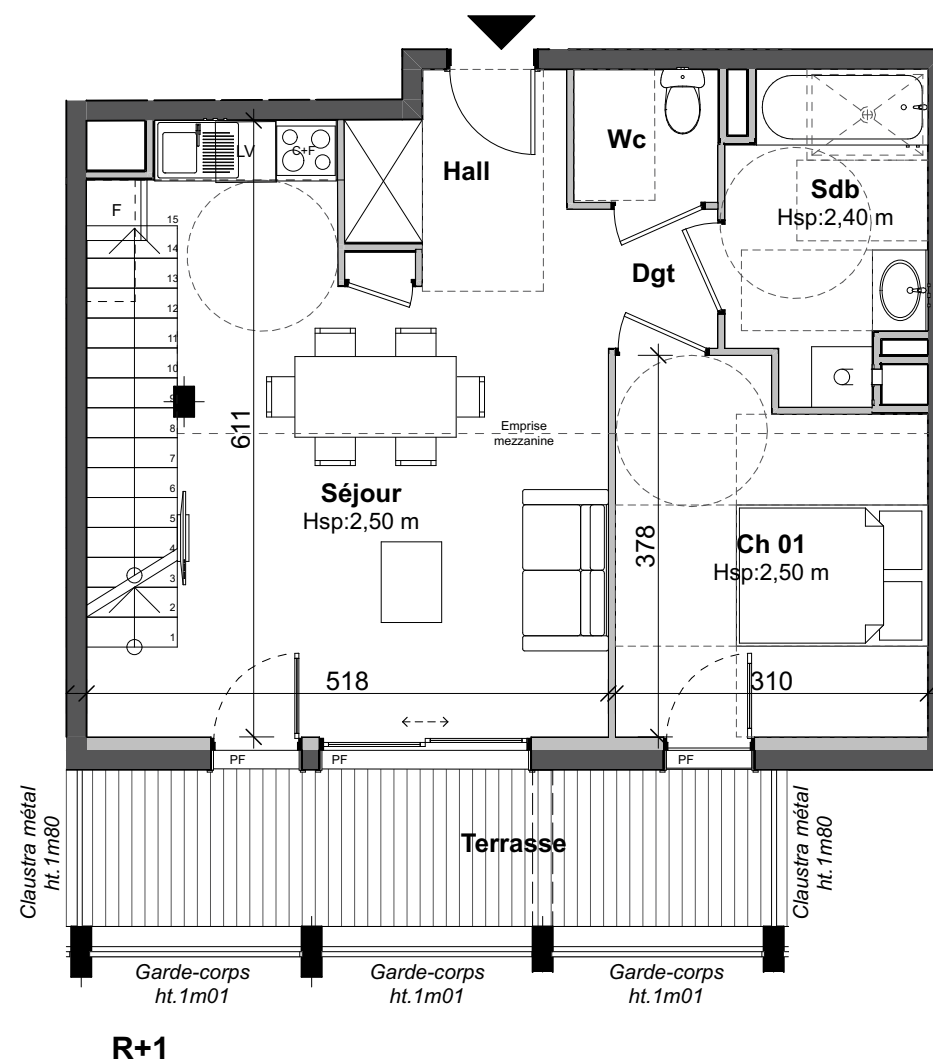 Wc
Hall
Sdb
Hsp:2,40 m
LV
C+F
F
Dgt
15
14
13
12
11
10
9
8
7
6
5
4
3
2
1
611
Emprise
mezzanine
Séjour
Hsp:2,50 m
378
Ch 01
Hsp:2,50 m
518
310
PF
PF
PF
Terrasse
Claustra métal
ht.1m80
Claustra métal
ht.1m80
Garde-corps
ht.1m01
Garde-corps
ht.1m01
Garde-corps
ht.1m01
R+1